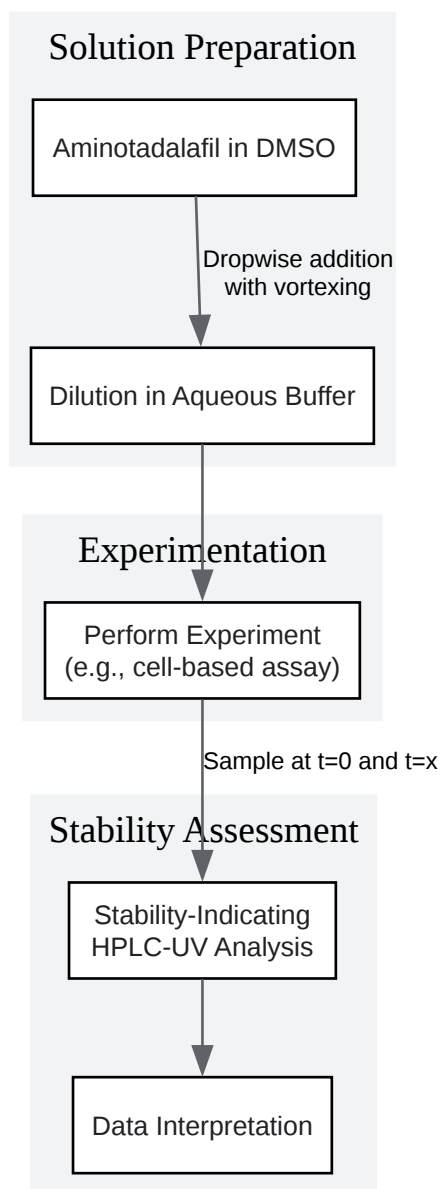 Solution Preparation
Aminotadalafil in DMSO
Dropwise addition
with vortexing
Dilution in Aqueous Buffer
Experimentation
Perform Experiment
(e.g., cell-based assay)
Sample at t=0 and t=x
Stability Assessment
Stability-Indicating
HPLC-UV Analysis
Data Interpretation